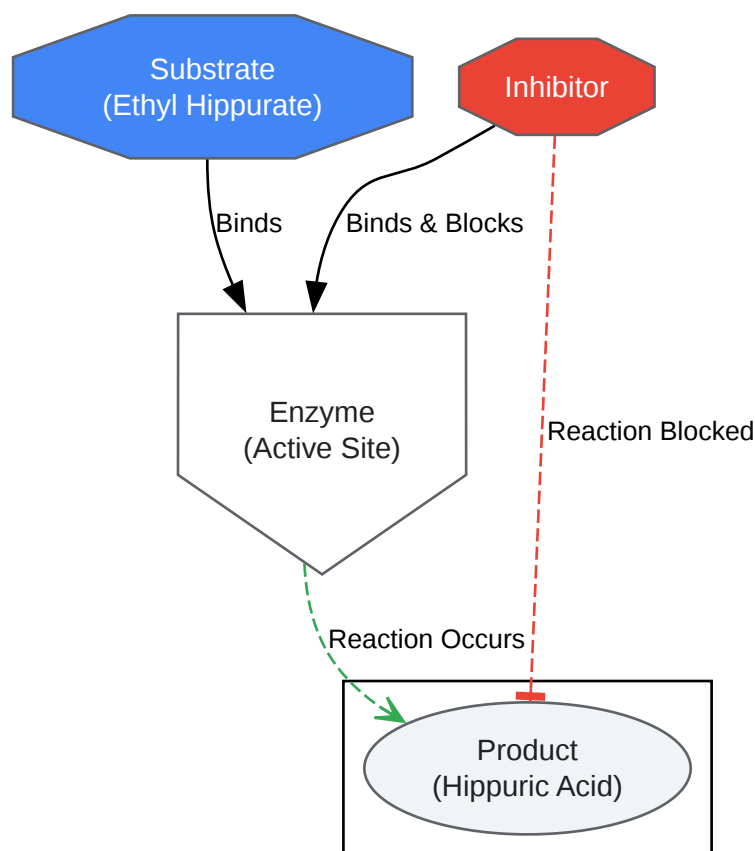 Substrate
(Ethyl Hippurate)
Inhibitor
Binds
Binds & Blocks
Enzyme
(Active Site)
Reaction Blocked
Reaction Occurs
Product
(Hippuric Acid)